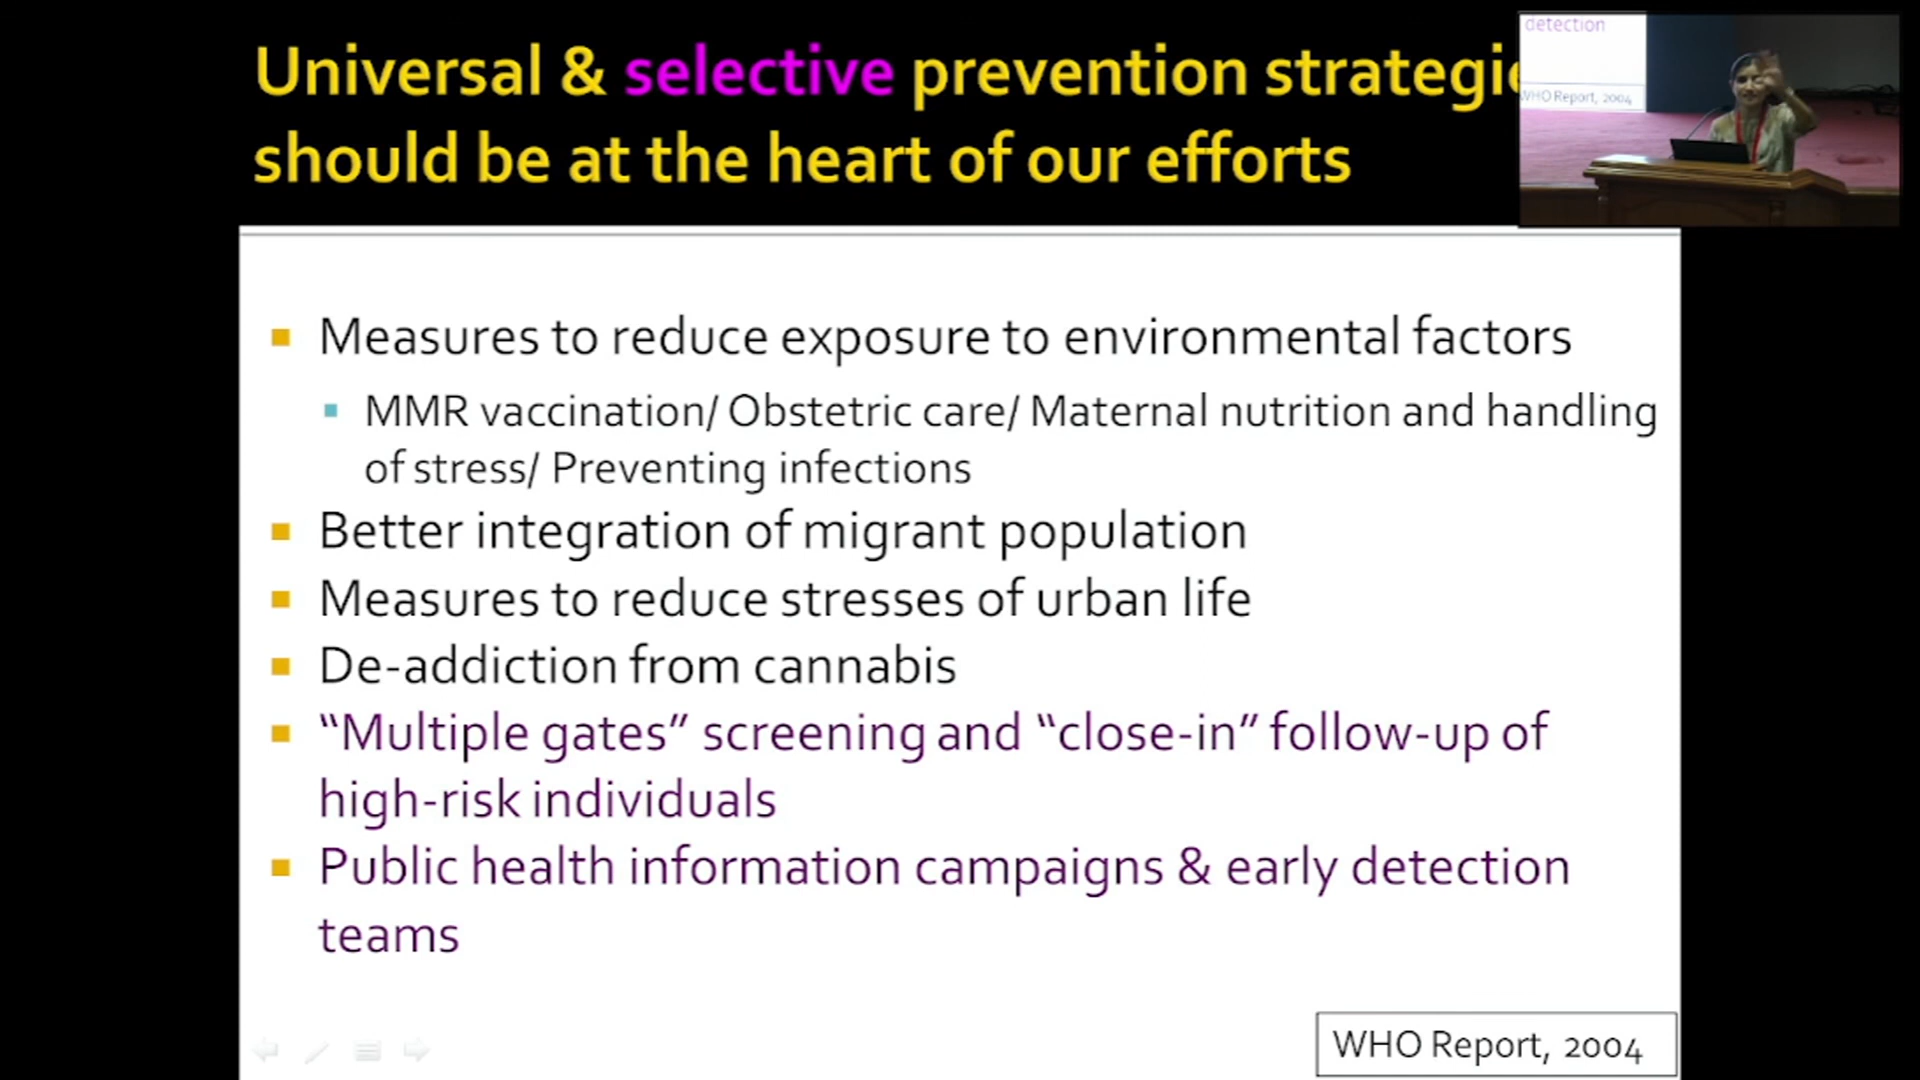 Universal & selective prevention
should be at the heart of our efforts
detection
WHO Report, 2004
Measures to reduce exposure to environmental factors
MMR vaccination/ Obstetric care/ Maternal nutrition and handling
of stress/ Preventing infections
Better integration of migrant population
Measures to reduce stresses of urban life
De-addiction from cannabis
“Multiple gates” screening and “close-in” follow-up of
high-risk individuals
Public health information campaigns & early detection
teams
WHO Report, 2004